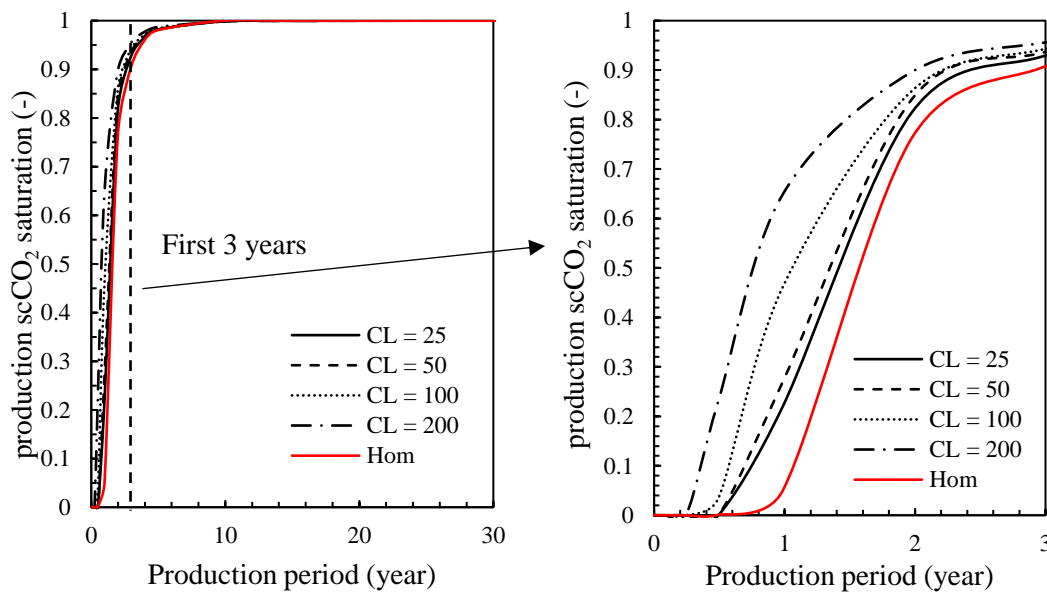 production scCO₂ saturation (-)
1
0.9
0.8
0.7
0.6
0.5
0.4
0.3
0.2
0.1
0
First 3 years
CL = 25
CL = 50
CL = 100
CL = 200
Hom
0 10 20 30
Production period (year)
production scCO₂ saturation (-)
1
0.9
0.8
0.7
0.6
0.5
0.4
0.3
0.2
0.1
0
CL = 25
CL = 50
CL = 100
CL = 200
Hom
0 1 2 3
Production period (year)